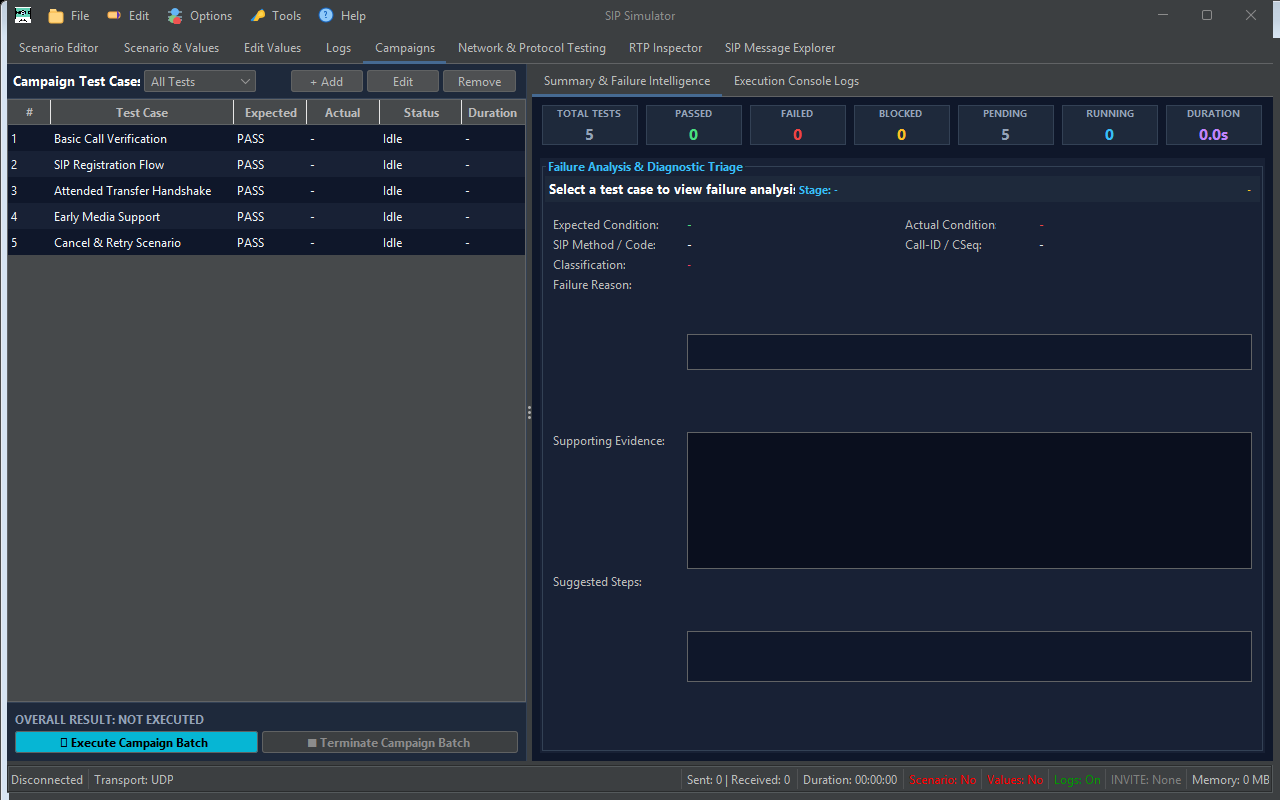 File Edit Options Tools Help SIP Simulator
Scenario Editor Scenario & Values Edit Values Logs Campaigns Network & Protocol Testing RTP Inspector SIP Message Explorer
Campaign Test Cases All Tests + Add Edit Remove
# Test Case Expected Actual Status Duration
1 Basic Call Verification PASS - Idle -
2 SIP Registration Flow PASS - Idle -
3 Attended Transfer Handshake PASS - Idle -
4 Early Media Support PASS - Idle -
5 Cancel & Retry Scenario PASS - Idle -
OVERALL RESULT: NOT EXECUTED
Execute Campaign Batch Terminate Campaign Batch
Summary & Failure Intelligence Execution Console Logs
TOTAL TESTS PASSED FAILED BLOCKED PENDING RUNNING DURATION
5 0 0 0 5 0 0.0s
Failure Analysis & Diagnostic Triage
Select a test case to view failure analysi Stage: - -
Expected Condition: - Actual Condition: -
SIP Method / Code: - Call-ID / CSeq: -
Classification: -
Failure Reason:
Supporting Evidence:
Suggested Steps:
Disconnected Transport: UDP Sent: 0 | Received: 0 Duration: 00:00:00 Scenario: No Values: No Logs: On INVITE: None Memory: 0 MB